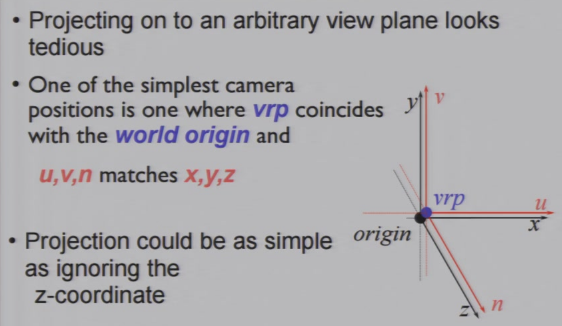 • Projecting on to an arbitrary view plane looks
tedious
• One of the simplest camera
positions is one where vrp coincides
with the world origin and
u,v,n matches x,y,z
• Projection could be as simple
as ignoring the
z-coordinate
y
v
vrp
u
x
origin
z
n